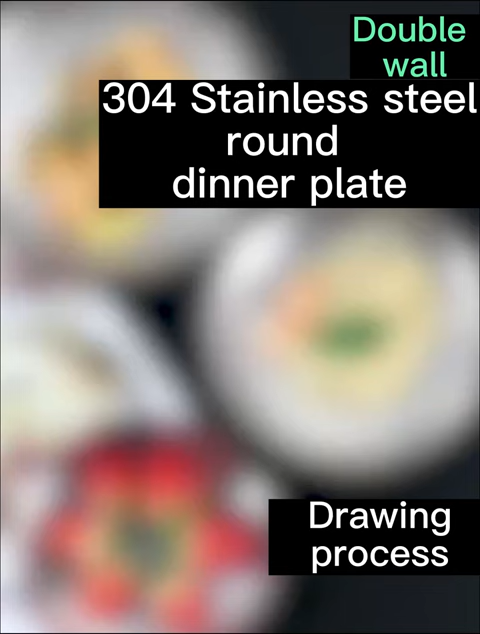 Double
wall
304 Stainless steel
round
dinner plate
Drawing
process